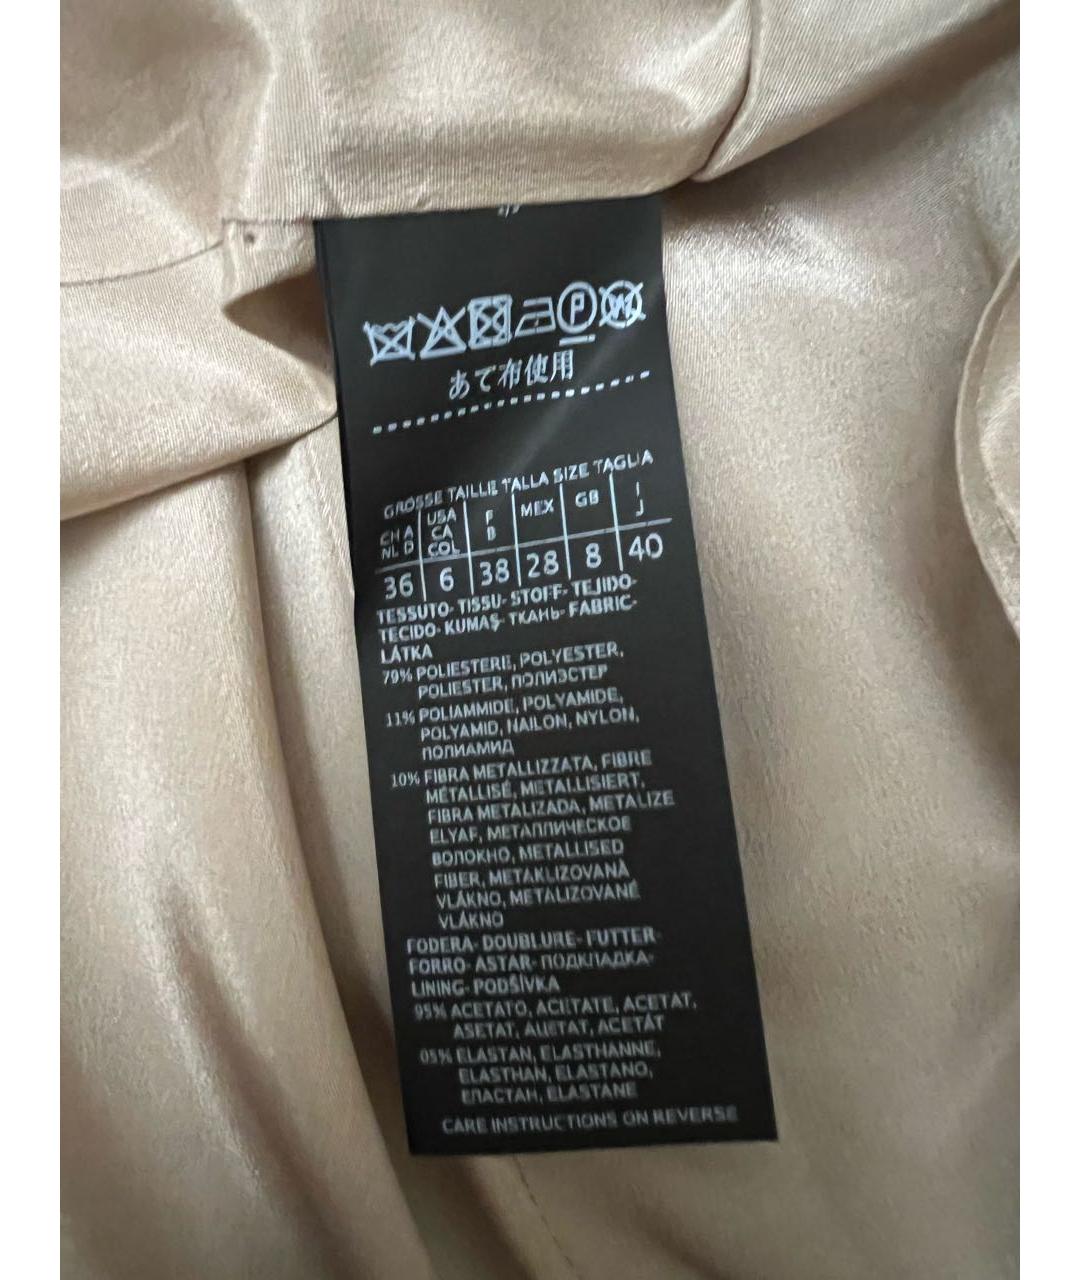 P W
あて布使用
GRÖSSE TAILLE TALLA SIZE TAGLIA
CH A NL D USA CA COL F B MEX GB I J
36 6 38 28 8 40
TESSUTO- TISSU- STOFF- TEJIDO-
TECIDO- KUMAŞ- ТКАНЬ- FABRIC-
LÁTKA
79% POLIESTERE, POLYESTER,
POLIESTER, ПОЛИЭСТЕР
11% POLIAMMIDE, POLYAMIDE,
POLYAMID, NAILON, NYLON,
ПОЛИАМИД
10% FIBRA METALLIZZATA, FIBRE
MÉTALLISÉ, METALLISIERT,
FIBRA METALIZADA, METALIZE
ELYAF, МЕТАЛЛИЧЕСКОЕ
ВОЛОКНО, METALLISED
FIBER, METAKLIZOVANÁ
VLÁKNO, METALIZOVANÉ
VLÁKNO
FODERA- DOUBLURE- FUTTER-
FORRO- ASTAR- ПОДКЛАДКА-
LINING- PODŠÍVKA
95% ACETATO, ACETATE, ACETAT,
ASETAT, АЦЕТАТ, ACETÁT
05% ELASTAN, ELASTHANNE,
ELASTHAN, ELASTANO,
ЕЛАСТАН, ELASTANE
CARE INSTRUCTIONS ON REVERSE